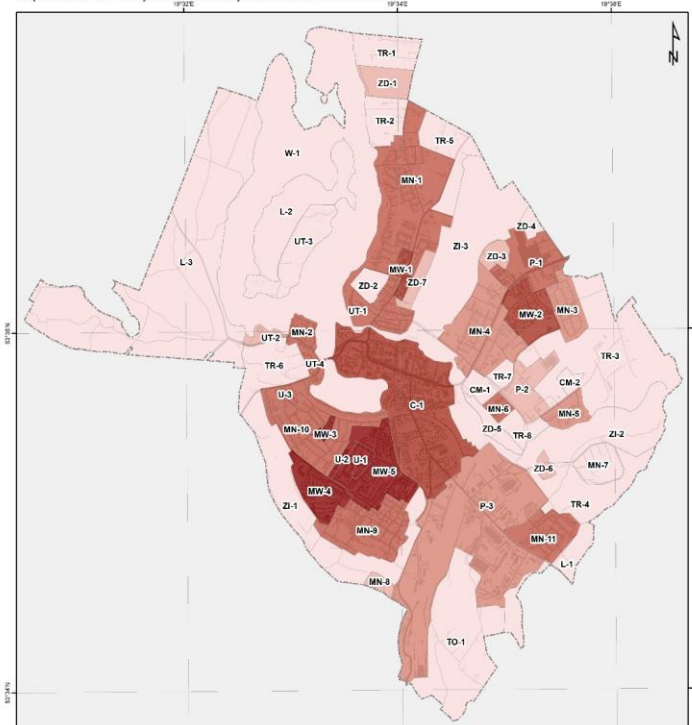 19°32'E 19°34'E 19°36'E
N
TR-1
ZD-1
TR-2
TR-5
W-1
MN-1
L-2
ZD-4
UT-3
ZI-3
ZD-3
L-3
P-1
MW-1
ZD-2
ZD-7
UT-1
MW-2
MN-3
MN-2
MN-4
UT-2
TR-3
UT-4
TR-6
TR-7
CM-2
CM-1
P-2
U-3
C-1
MN-6
MN-5
MN-10
MW-3
ZD-5
TR-8
ZI-2
U-2
U-1
MW-5
ZD-6
MN-7
MW-4
ZI-1
P-3
TR-4
MN-9
MN-11
L-1
MN-8
TO-1